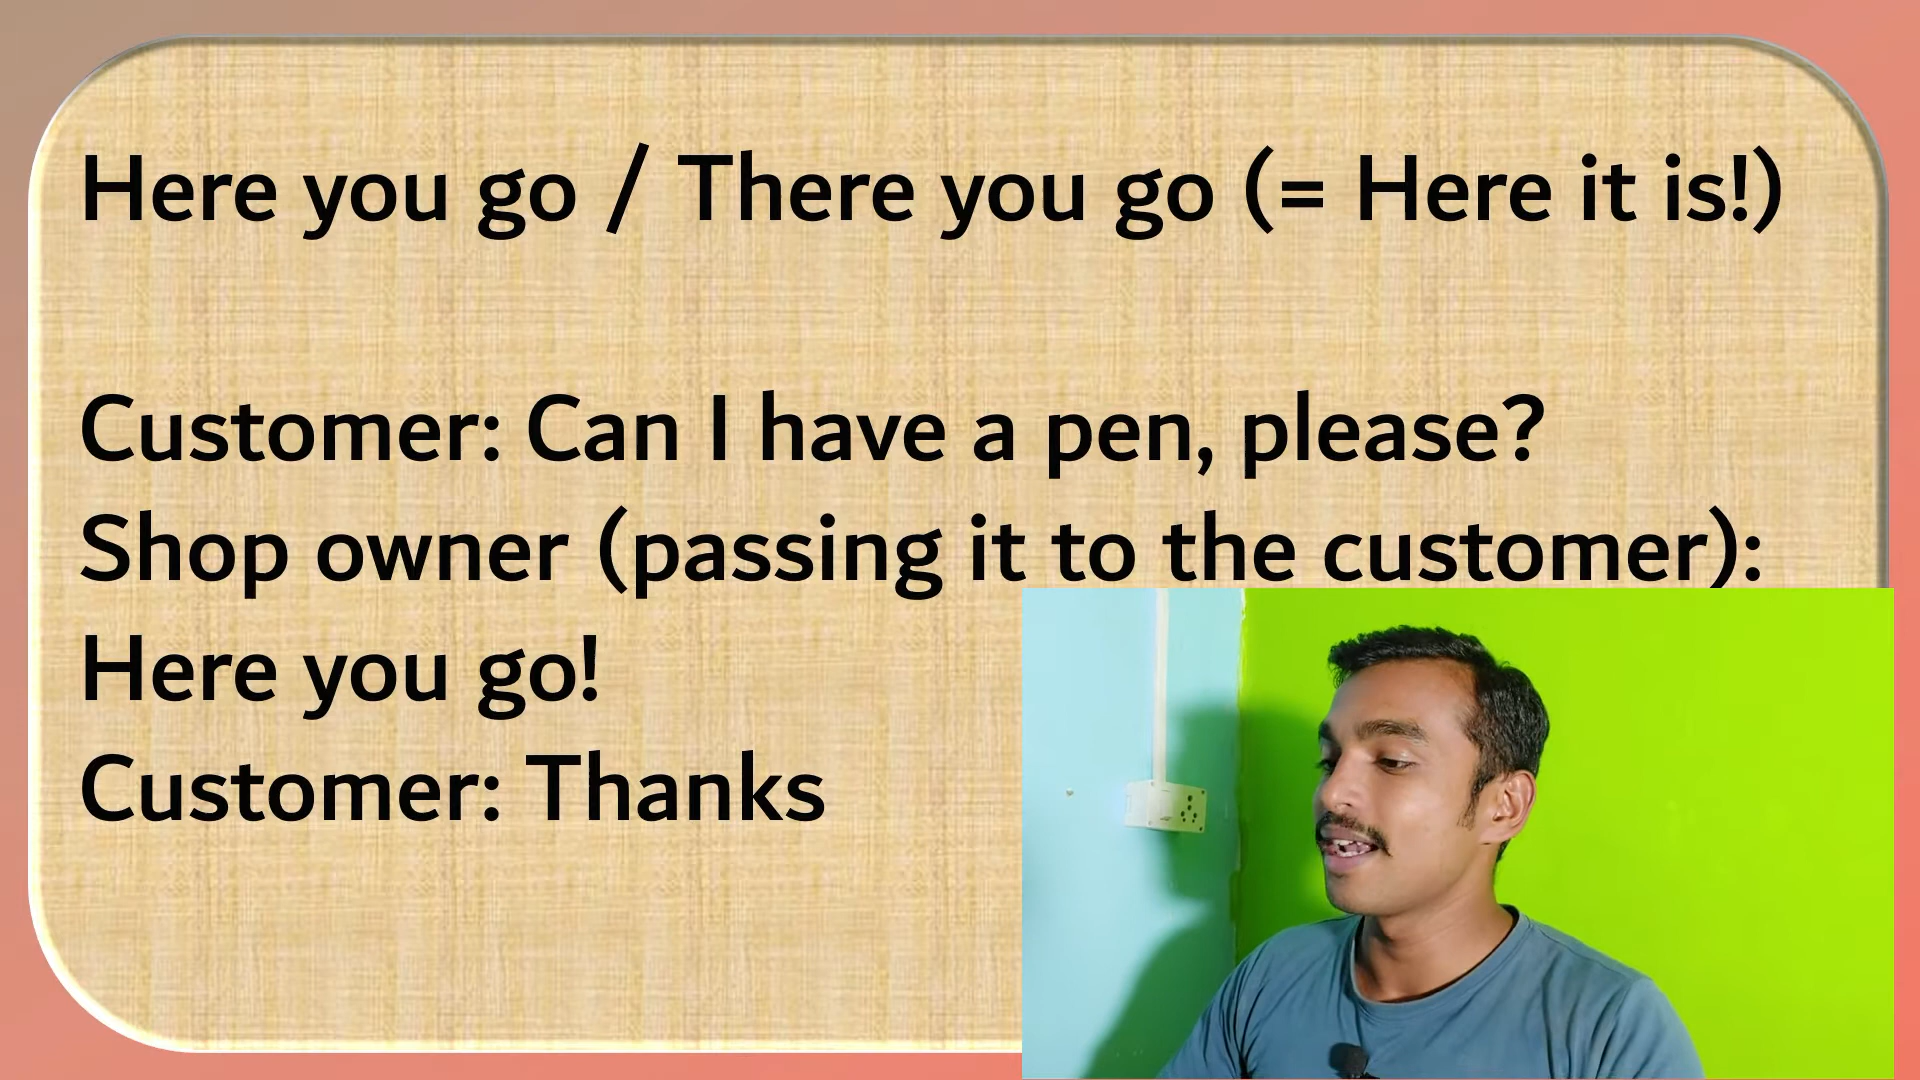 Here you go / There you go (= Here it is!)
Customer: Can I have a pen, please?
Shop owner (passing it to the customer):
Here you go!
Customer: Thanks